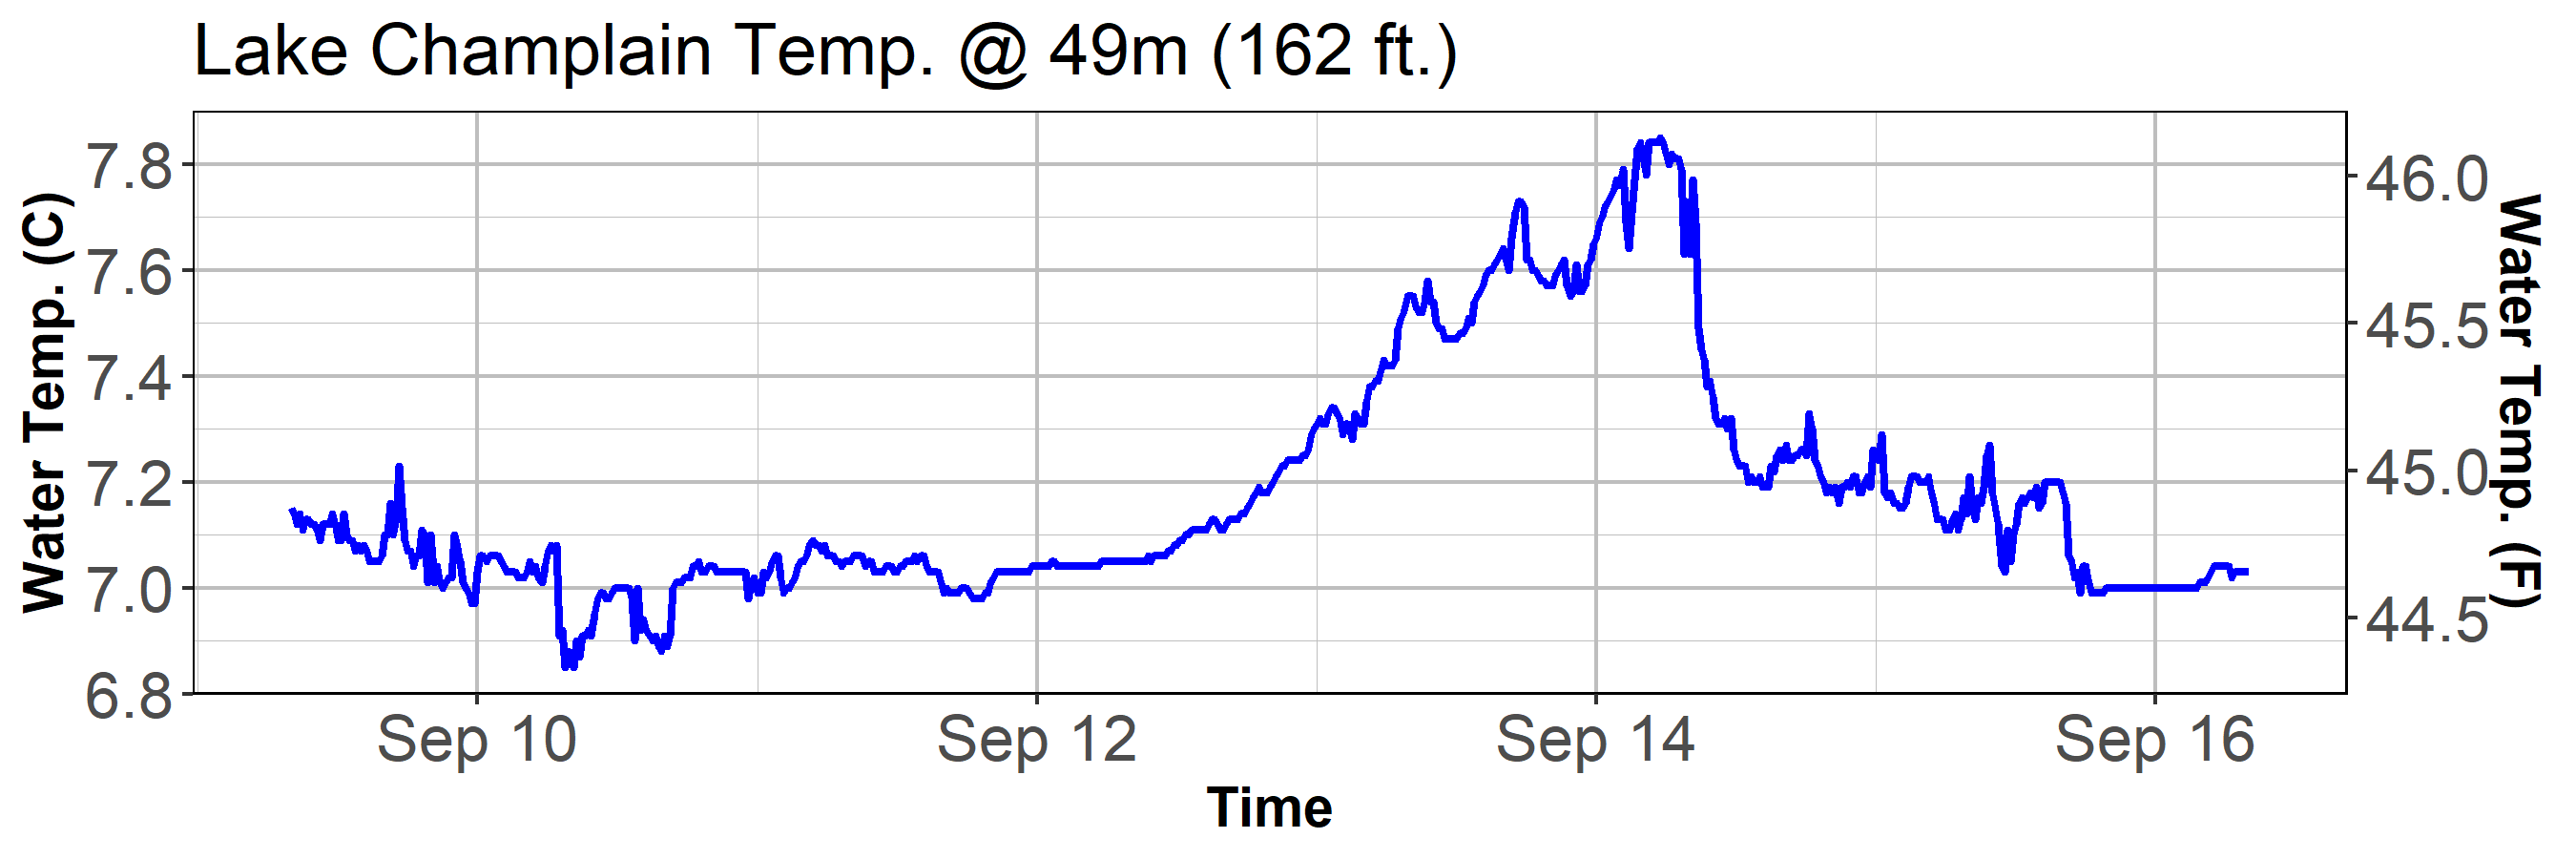 Lake Champlain Temp. @ 49m (162 ft.)
Water Temp. (C)
7.8
7.6
7.4
7.2
7.0
6.8
46.0
45.5
45.0
44.5
Water Temp. (F)
Sep 10 Sep 12 Sep 14 Sep 16
Time